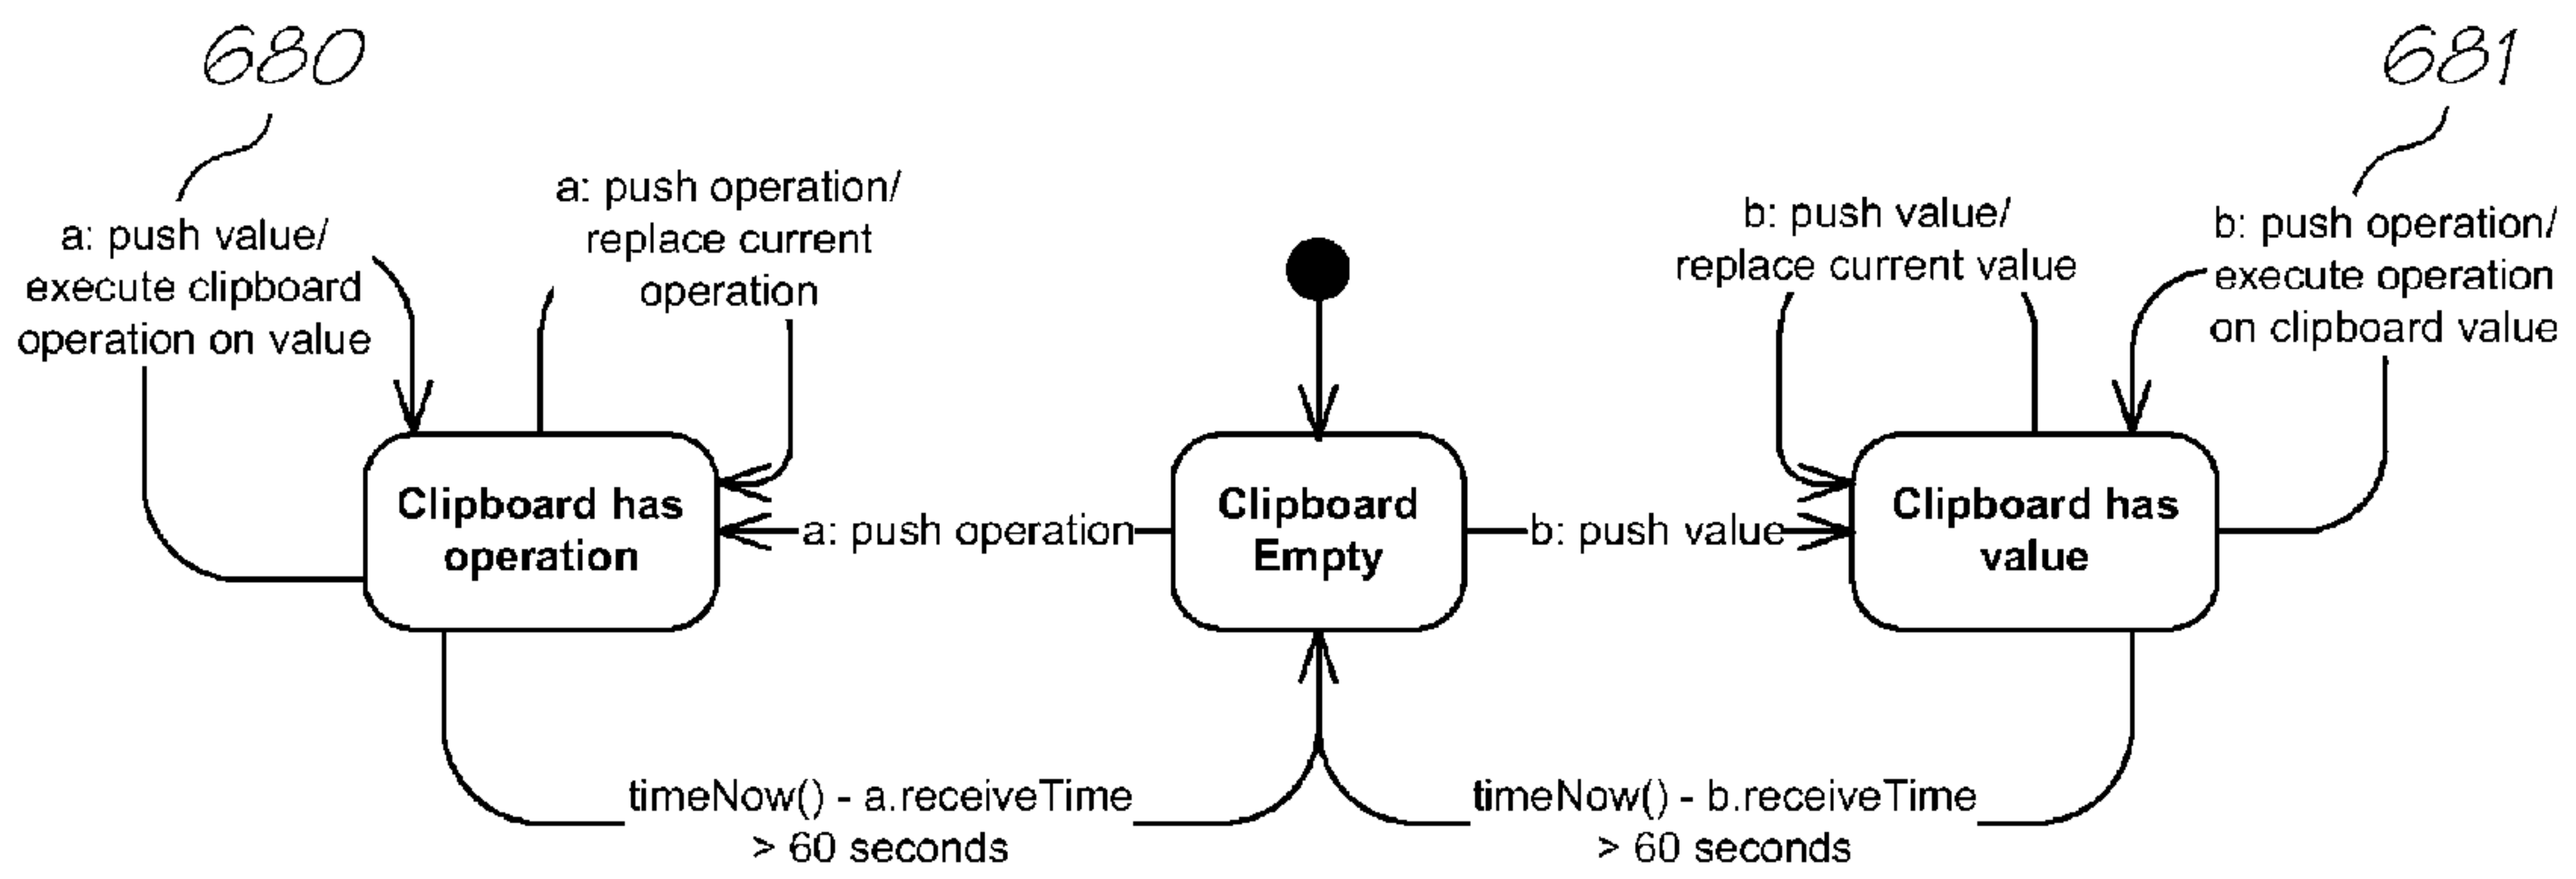 680
681
a: push value/
execute clipboard
operation on value
a: push operation/
replace current
operation
b: push value/
replace current value
b: push operation/
execute operation
on clipboard value
Clipboard has
operation
a: push operation
Clipboard
Empty
b: push value
Clipboard has
value
timeNow() - a.receiveTime
> 60 seconds
timeNow() - b.receiveTime
> 60 seconds